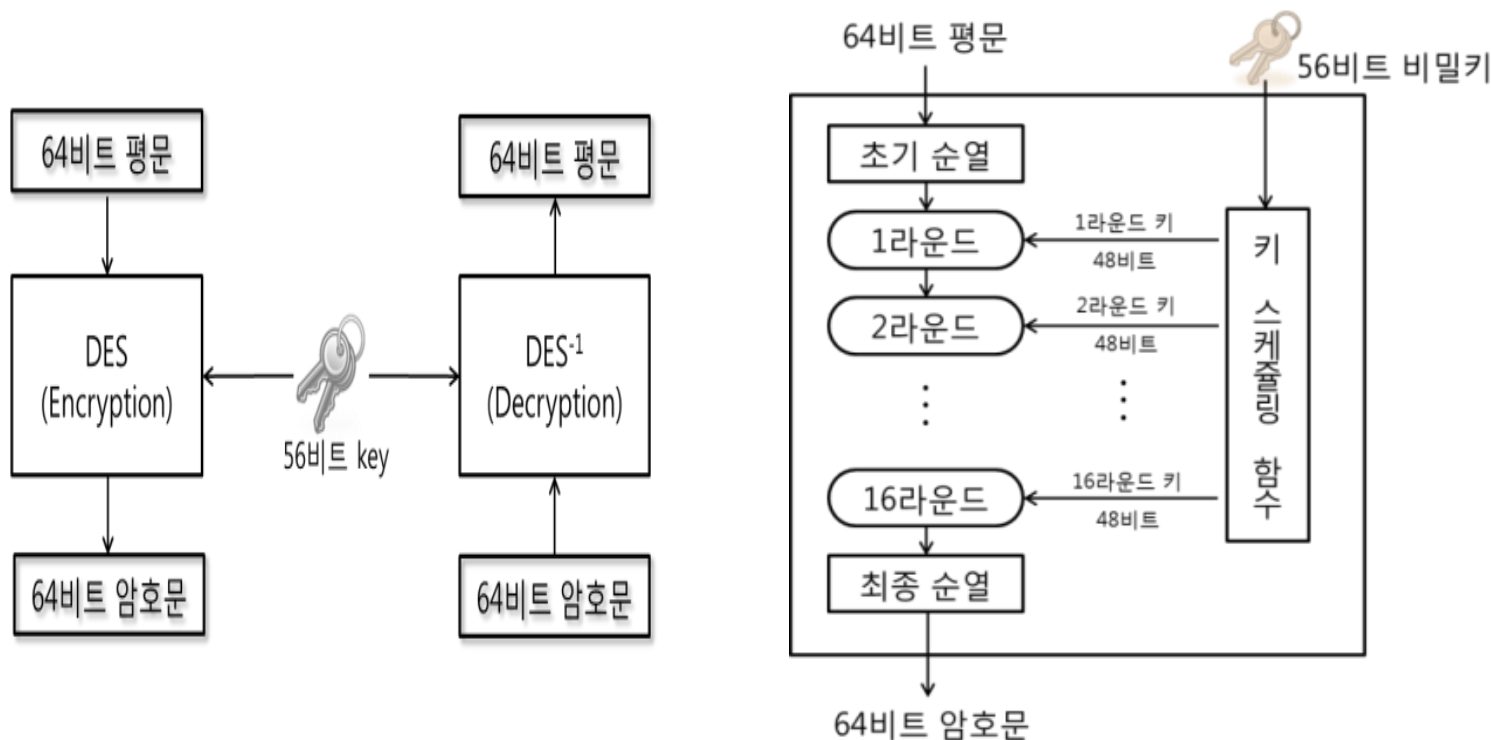 64비트 평문
64비트 평문
DES
(Encryption)
56비트 key
DES-1
(Decryption)
64비트 암호문
64비트 암호문
64비트 평문
56비트 비밀키
초기 순열
1라운드
1라운드 키
48비트
2라운드
2라운드 키
48비트
16라운드
16라운드 키
48비트
키 스케쥴링 함수
최종 순열
64비트 암호문